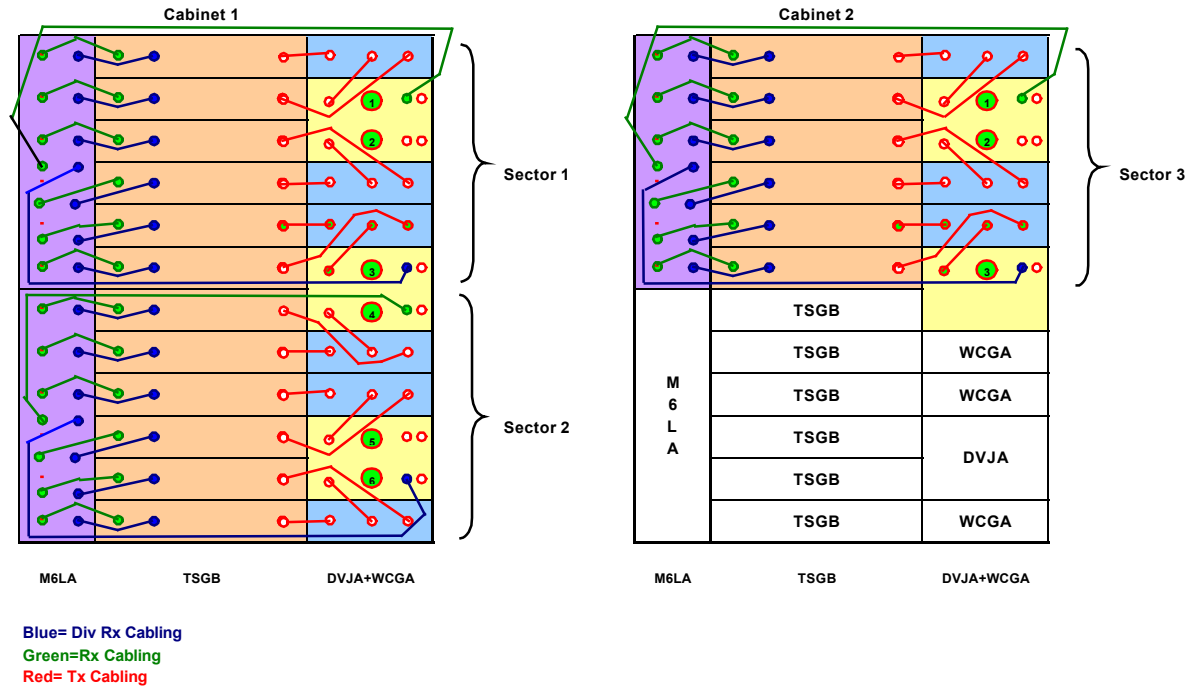 Cabinet 1
Cabinet 2
1
2
3
4
5
6
Sector 1
Sector 2
1
2
3
Sector 3
TSGB
TSGB
WCGA
TSGB
WCGA
TSGB
DVJA
TSGB
TSGB
WCGA
M
6
L
A
M6LA
TSGB
DVJA+WCGA
M6LA
TSGB
DVJA+WCGA
Blue= Div Rx Cabling
Green=Rx Cabling
Red= Tx Cabling